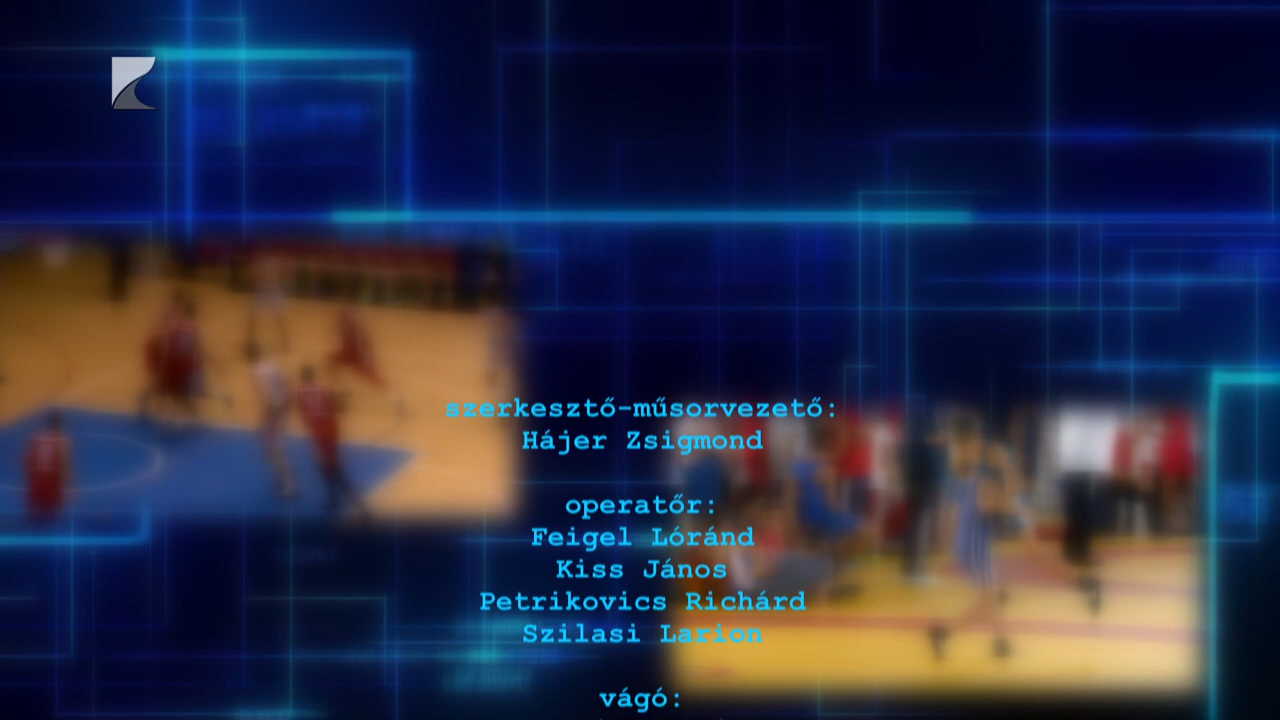 szerkesztő-műsorvezető:
Hájer Zsigmond
operatőr:
Feigel Lóránd
Kiss János
Petrikovics Richárd
Szilasi Larion
vágó: